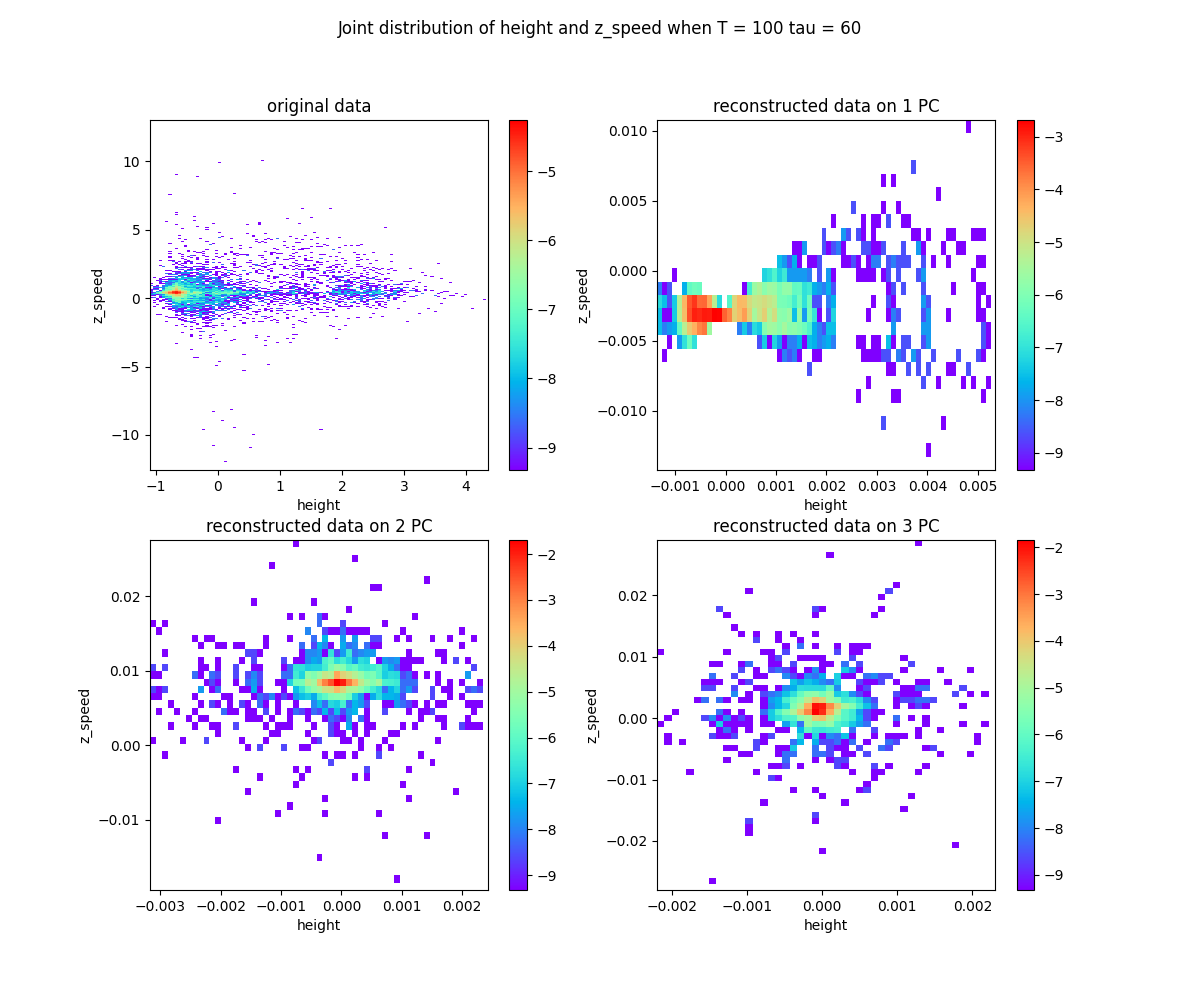 Joint distribution of height and z_speed when T = 100 tau = 60
original data
10
5
0
−5
−10
z_speed
−1 0 1 2 3 4
height
−5
−6
−7
−8
−9
reconstructed data on 1 PC
0.010
0.005
0.000
−0.005
−0.010
z_speed
−0.001 0.000 0.001 0.002 0.003 0.004 0.005
height
−3
−4
−5
−6
−7
−8
−9
reconstructed data on 2 PC
0.02
0.01
0.00
−0.01
z_speed
−0.003 −0.002 −0.001 0.000 0.001 0.002
height
−2
−3
−4
−5
−6
−7
−8
−9
reconstructed data on 3 PC
0.02
0.01
0.00
−0.01
−0.02
z_speed
−0.002 −0.001 0.000 0.001 0.002
height
−2
−3
−4
−5
−6
−7
−8
−9